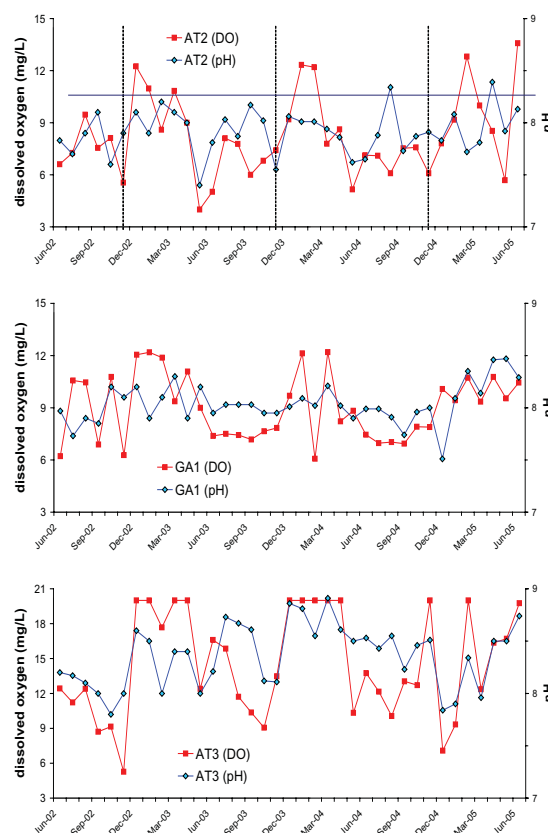 15
12
9
6
3
9
8
7
dissolved oxygen (mg/L)
pH
AT2 (DO)
AT2 (pH)
Jun-02
Sep-02
Dec-02
Mar-03
Jun-03
Sep-03
Dec-03
Mar-04
Jun-04
Sep-04
Dec-04
Mar-05
Jun-05
15
12
9
6
3
9
8
7
dissolved oxygen (mg/L)
pH
GA1 (DO)
GA1 (pH)
Jun-02
Sep-02
Dec-02
Mar-03
Jun-03
Sep-03
Dec-03
Mar-04
Jun-04
Sep-04
Dec-04
Mar-05
Jun-05
21
18
15
12
9
6
3
9
8
7
dissolved oxygen (mg/L)
pH
AT3 (DO)
AT3 (pH)
Jun-02
Sep-02
Dec-02
Mar-03
Jun-03
Sep-03
Dec-03
Mar-04
Jun-04
Sep-04
Dec-04
Mar-05
Jun-05